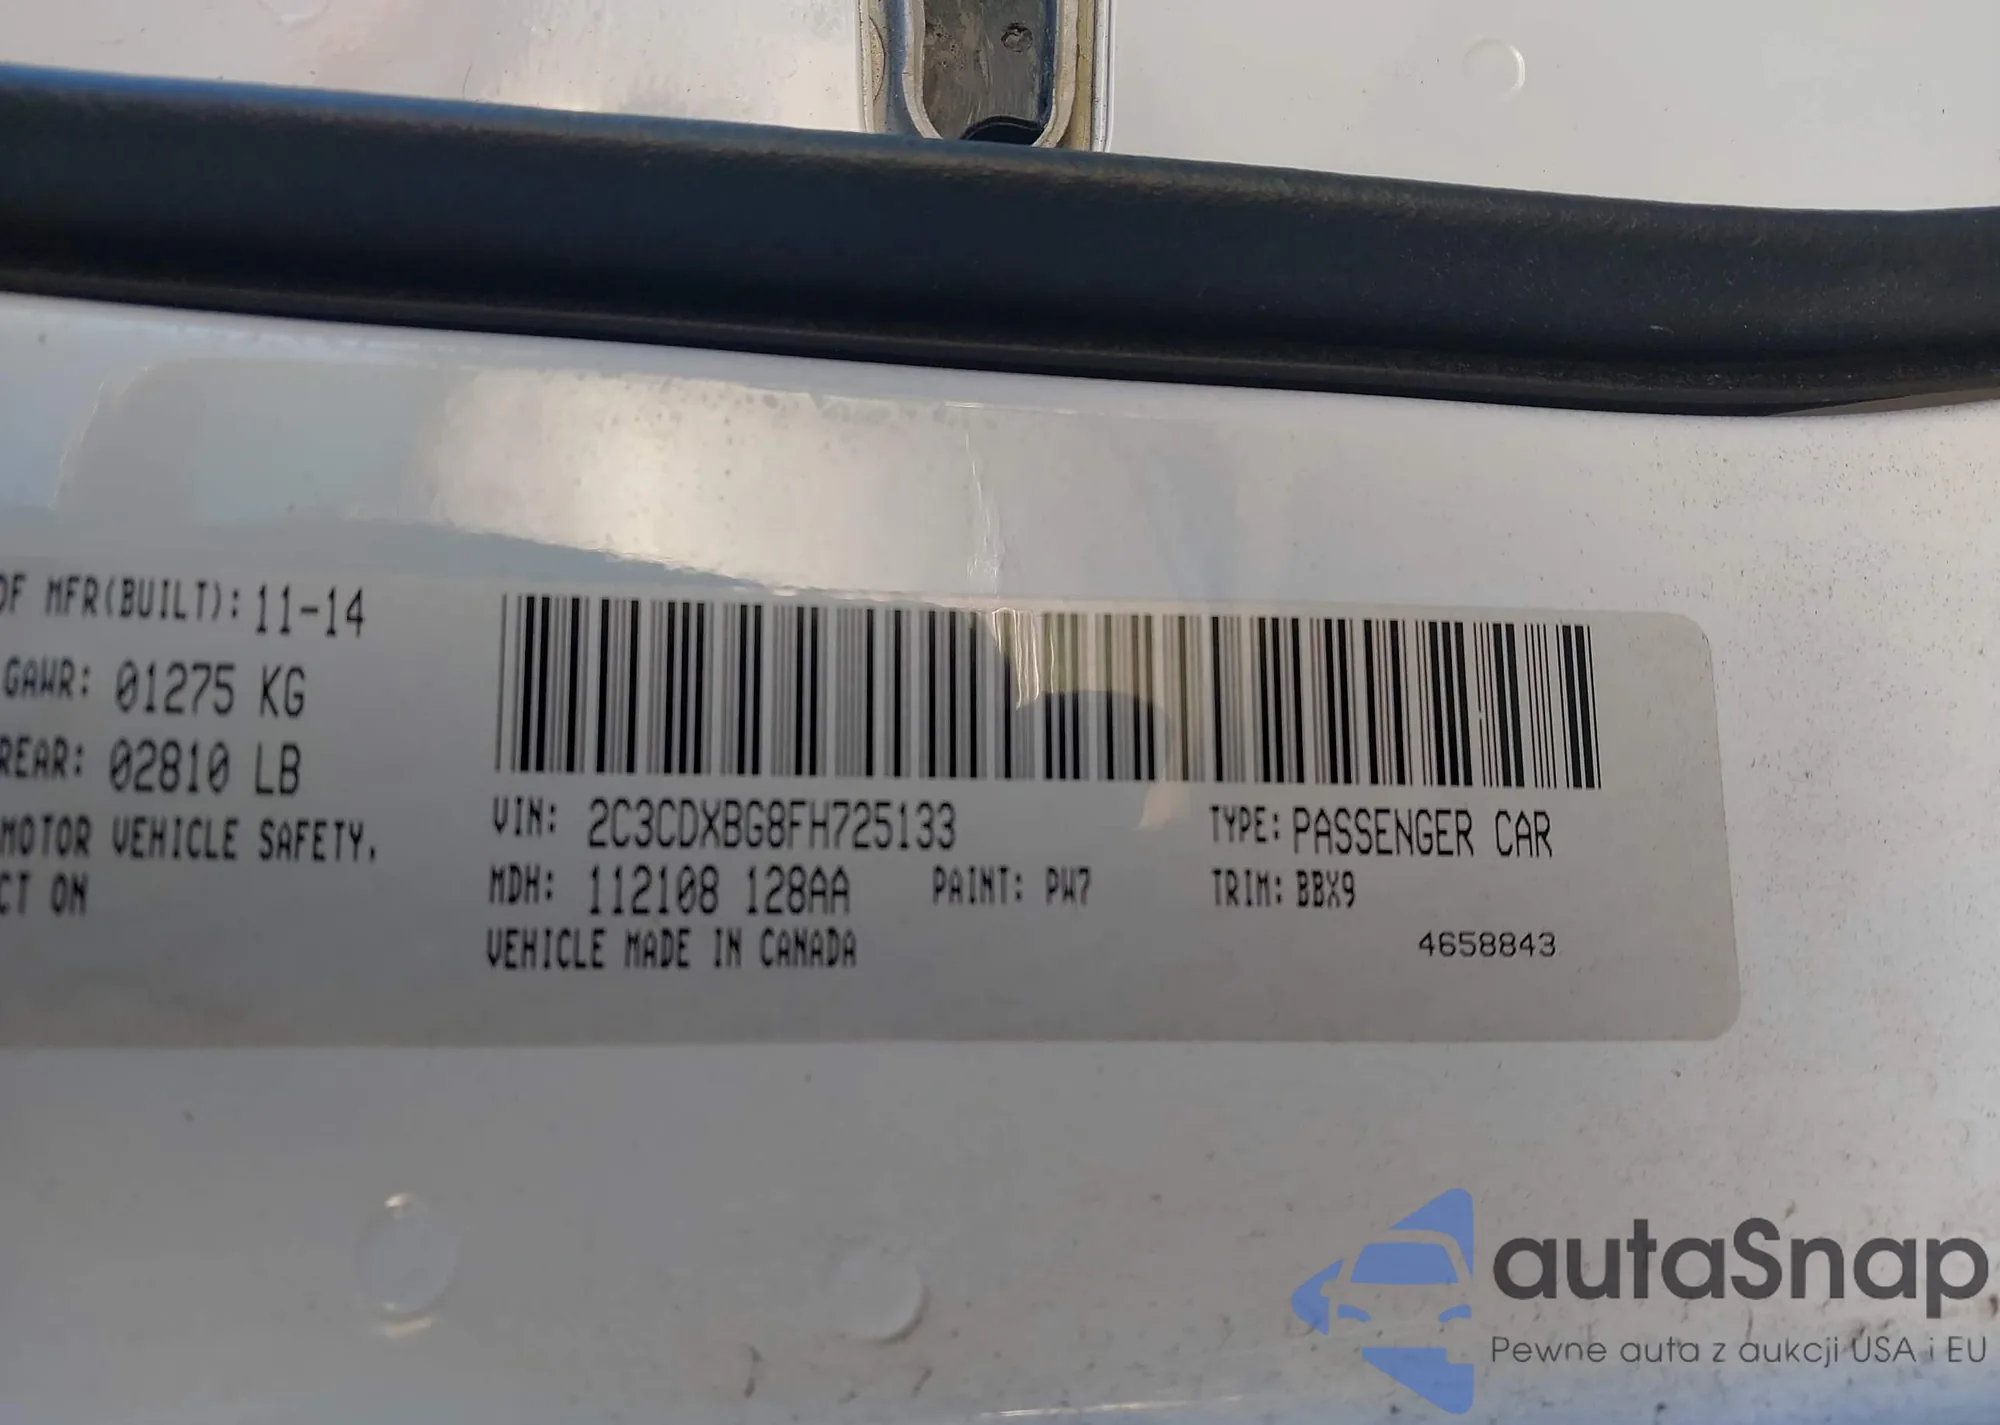 OF MFR(BUILT): 11-14
GAWR: 01275 KG
REAR: 02810 LB
MOTOR VEHICLE SAFETY.
CT ON
VIN: 2C3CDXBG8FH725133
TYPE: PASSENGER CAR
MDH: 112108 128AA
PAINT: PW7
TRIM: BBX9
VEHICLE MADE IN CANADA
4658843
autaSnap
Pewne auta z aukcji USA i EU